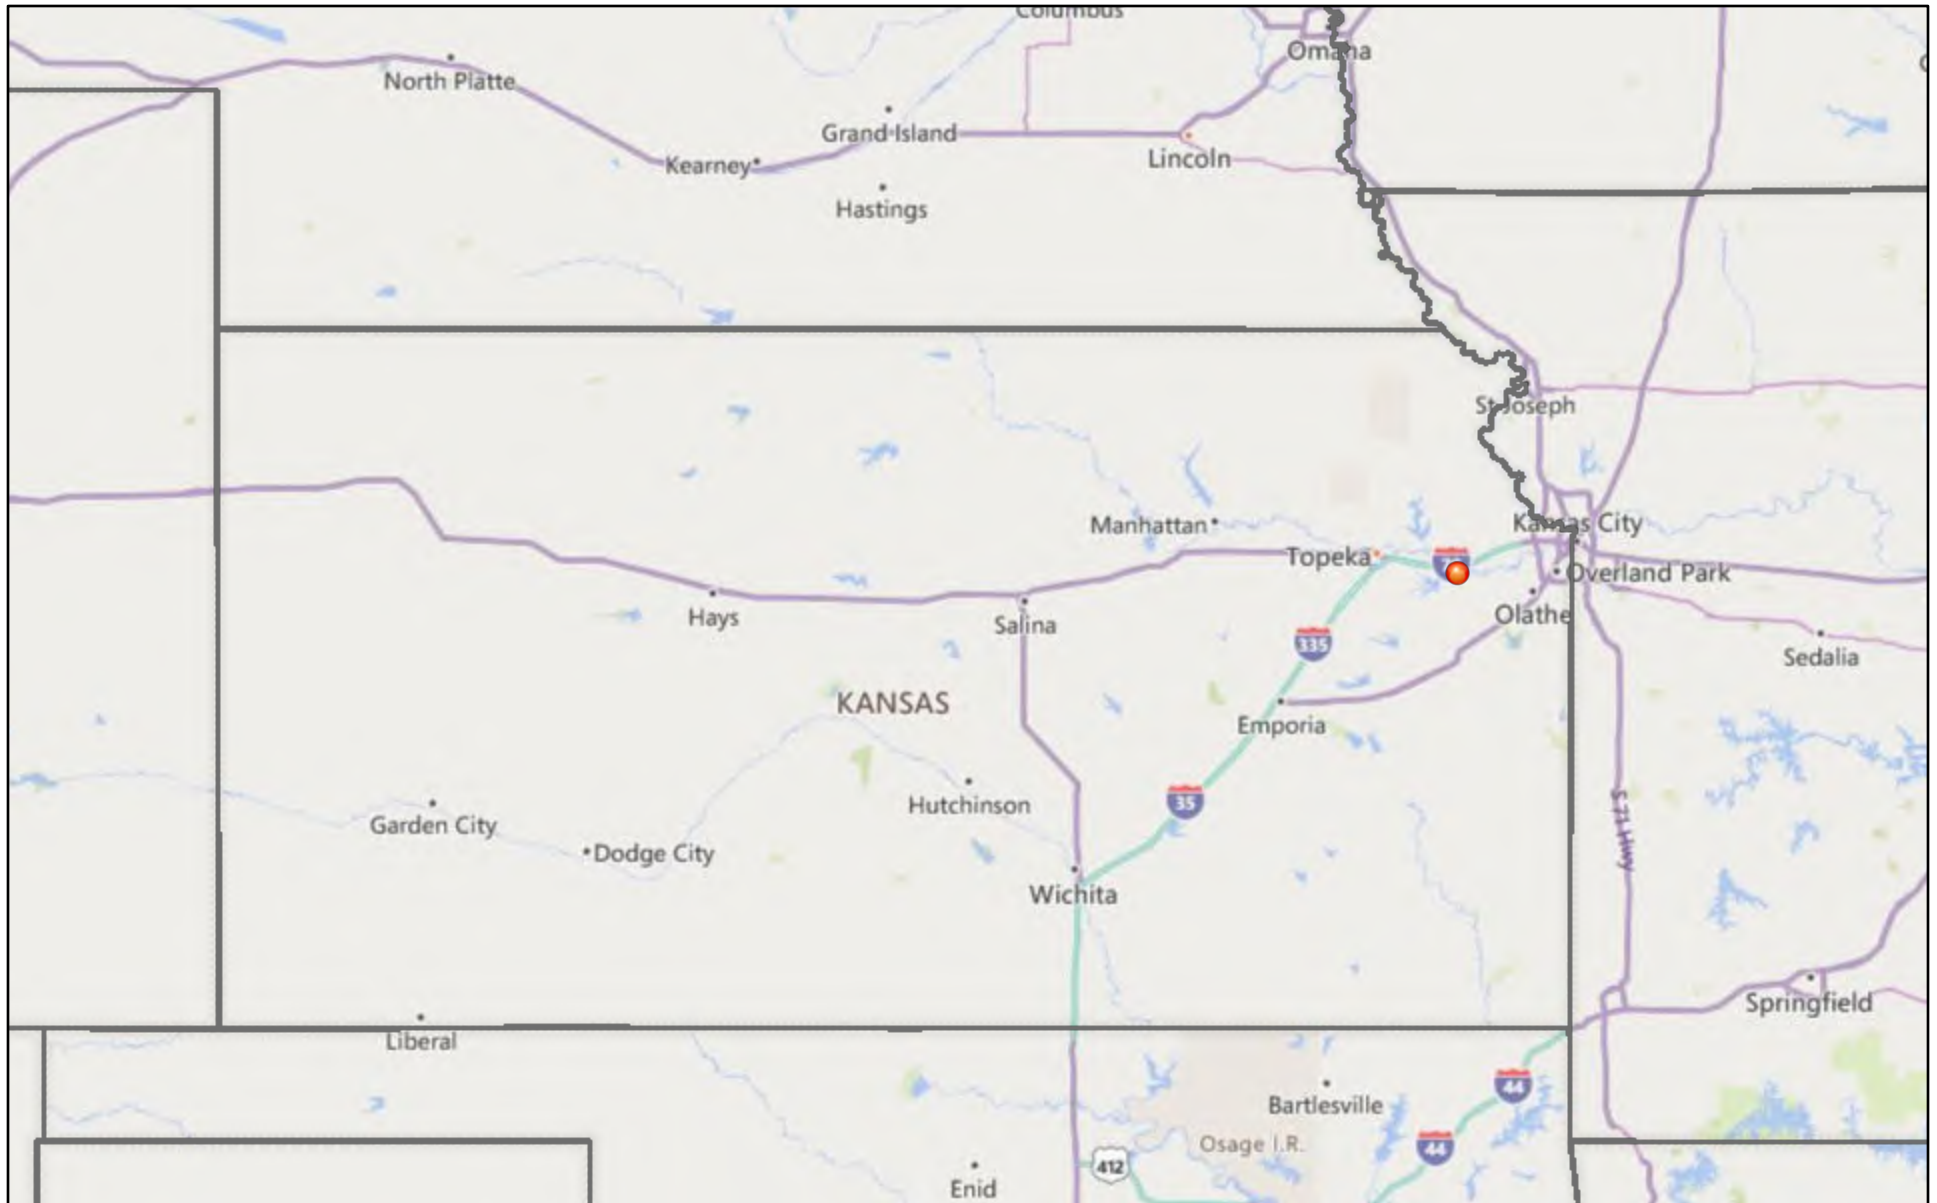 Columbus
Omaha
North Platte
Grand Island
Lincoln
Kearney
Hastings
St Joseph
Manhattan
Kansas City
Topeka
Overland Park
Hays
Salina
Olathe
335
Sedalia
KANSAS
Emporia
Hutchinson
35
Garden City
Dodge City
S 71 Hwy
Wichita
Springfield
Liberal
44
Bartlesville
Osage I.R.
44
412
Enid